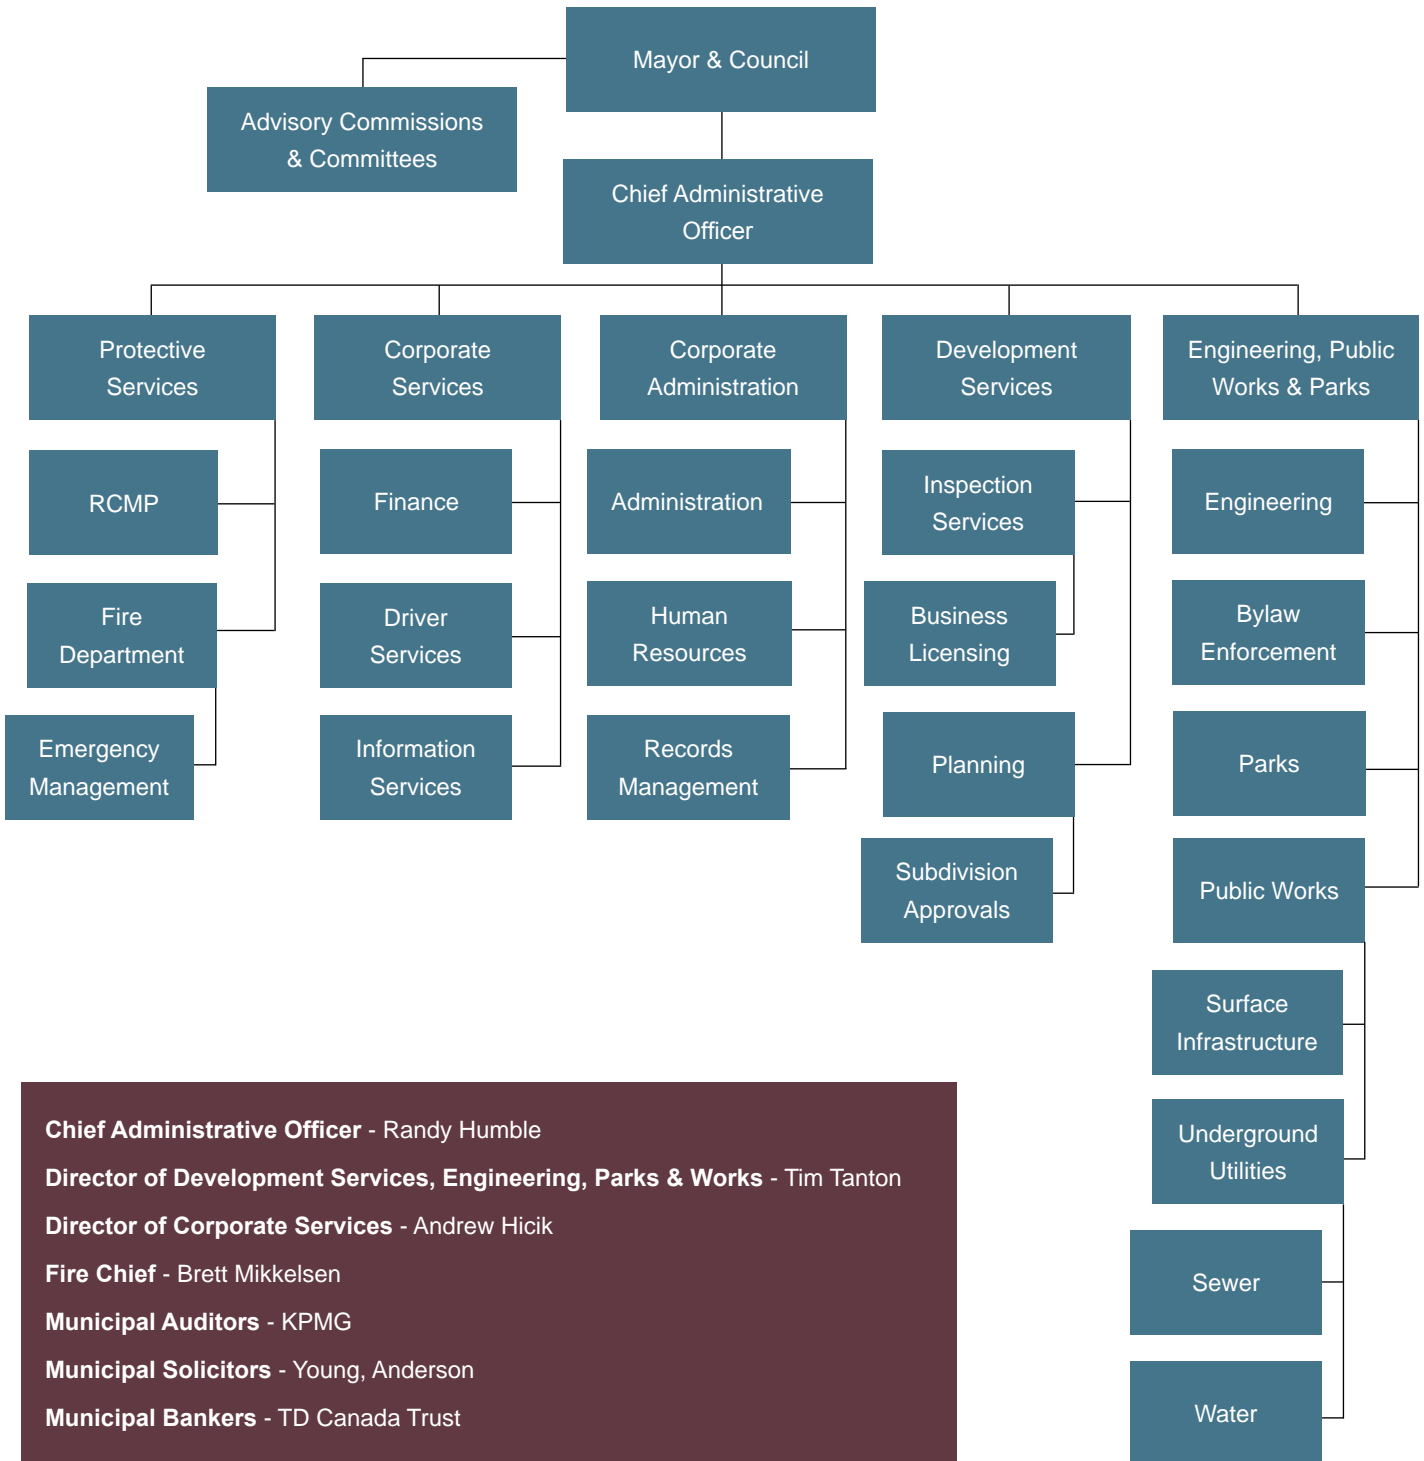 Mayor & Council
Advisory Commissions
& Committees
Chief Administrative
Officer
Protective
Services
Corporate
Services
Corporate
Administration
Development
Services
Engineering, Public
Works & Parks
RCMP
Finance
Administration
Inspection
Services
Engineering
Fire
Department
Driver
Services
Human
Resources
Business
Licensing
Bylaw
Enforcement
Emergency
Management
Information
Services
Records
Management
Planning
Parks
Subdivision
Approvals
Public Works
Surface
Infrastructure
Underground
Utilities
Sewer
Water
Chief Administrative Officer - Randy Humble
Director of Development Services, Engineering, Parks & Works - Tim Tanton
Director of Corporate Services - Andrew Hicik
Fire Chief - Brett Mikkelsen
Municipal Auditors - KPMG
Municipal Solicitors - Young, Anderson
Municipal Bankers - TD Canada Trust